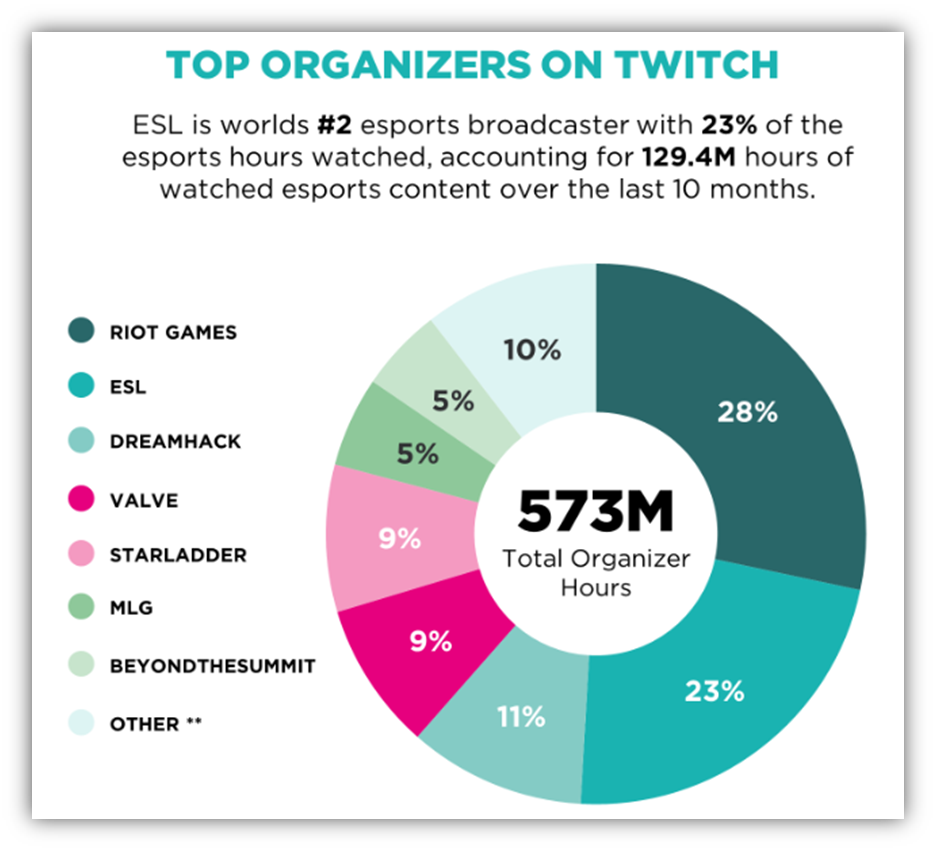 TOP ORGANIZERS ON TWITCH
ESL is worlds #2 esports broadcaster with 23% of the
esports hours watched, accounting for 129.4M hours of
watched esports content over the last 10 months.
RIOT GAMES
ESL
DREAMHACK
VALVE
STARLADDER
MLG
BEYONDTHESUMMIT
OTHER **
10%
28%
5%
5%
9%
9%
11%
23%
573M
Total Organizer
Hours